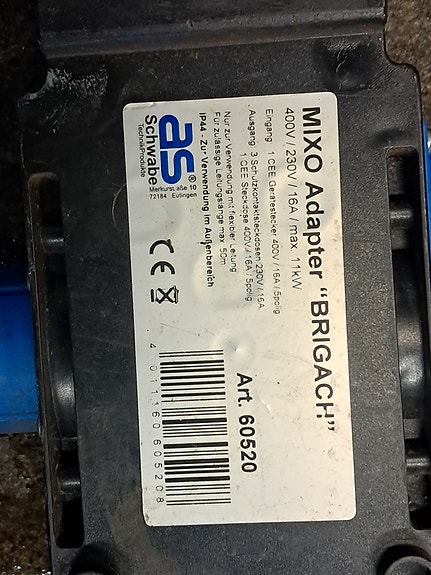 MIXO Adapter "BRIGACH"
400V / 230V / 16A / max. 11kW
Eingang : 1 CEE Gerätestecker 400V / 16A / 5polig
Ausgang : 3 Schutzkontaktsteckdosen 230V / 16A
1 CEE Steckdose 400V / 16A / 5polig
Nur zur Verwendung mit flexibler Leitung
Für zulässige Leitungslänge max. 50m
IP44 - Zur Verwendung im Außenbereich
as®
Schwabe
Technik-Produkte
Merkurstraße 10
72184 Eutingen
CE
Art. 60520
4 011160 605208